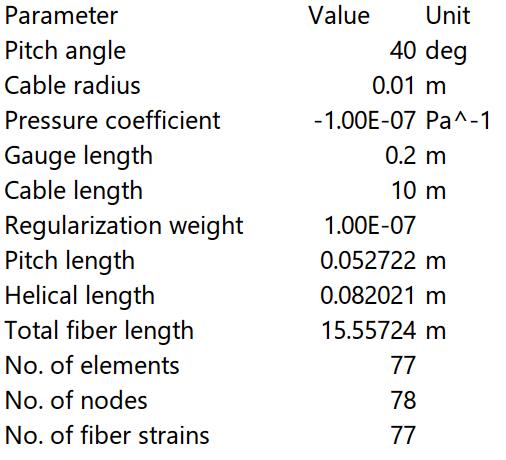 Parameter Value Unit
Pitch angle 40 deg
Cable radius 0.01 m
Pressure coefficient -1.00E-07 Pa^-1
Gauge length 0.2 m
Cable length 10 m
Regularization weight 1.00E-07
Pitch length 0.052722 m
Helical length 0.082021 m
Total fiber length 15.55724 m
No. of elements 77
No. of nodes 78
No. of fiber strains 77